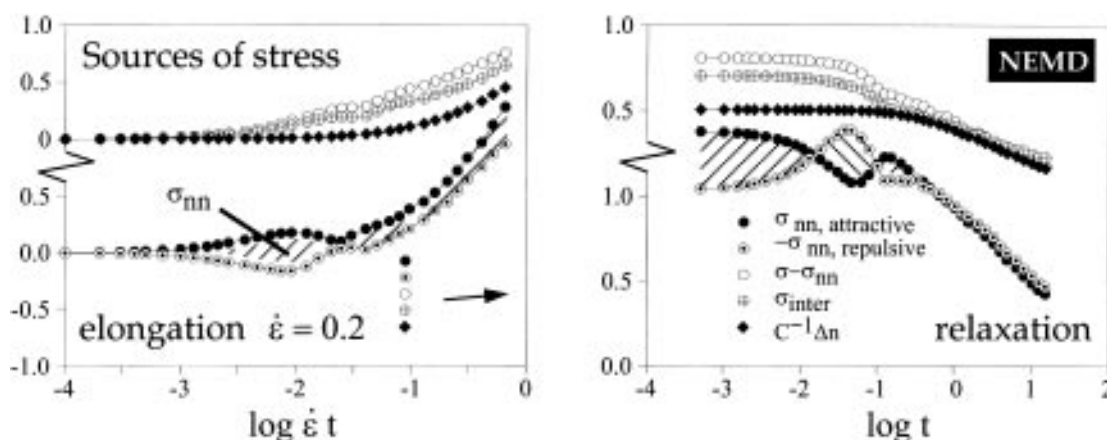 1.0
0.5
0
0.5
0.0
-0.5
-1.0
Sources of stress
σnn
elongation ε̇ = 0.2
-4 -3 -2 -1 0
log ε̇ t
1.0
0.5
1.0
0.5
0.0
NEMD
σ nn, attractive
-σ nn, repulsive
σ-σnn
σinter
C⁻¹Δn
relaxation
-4 -3 -2 -1 0 1 2
log t